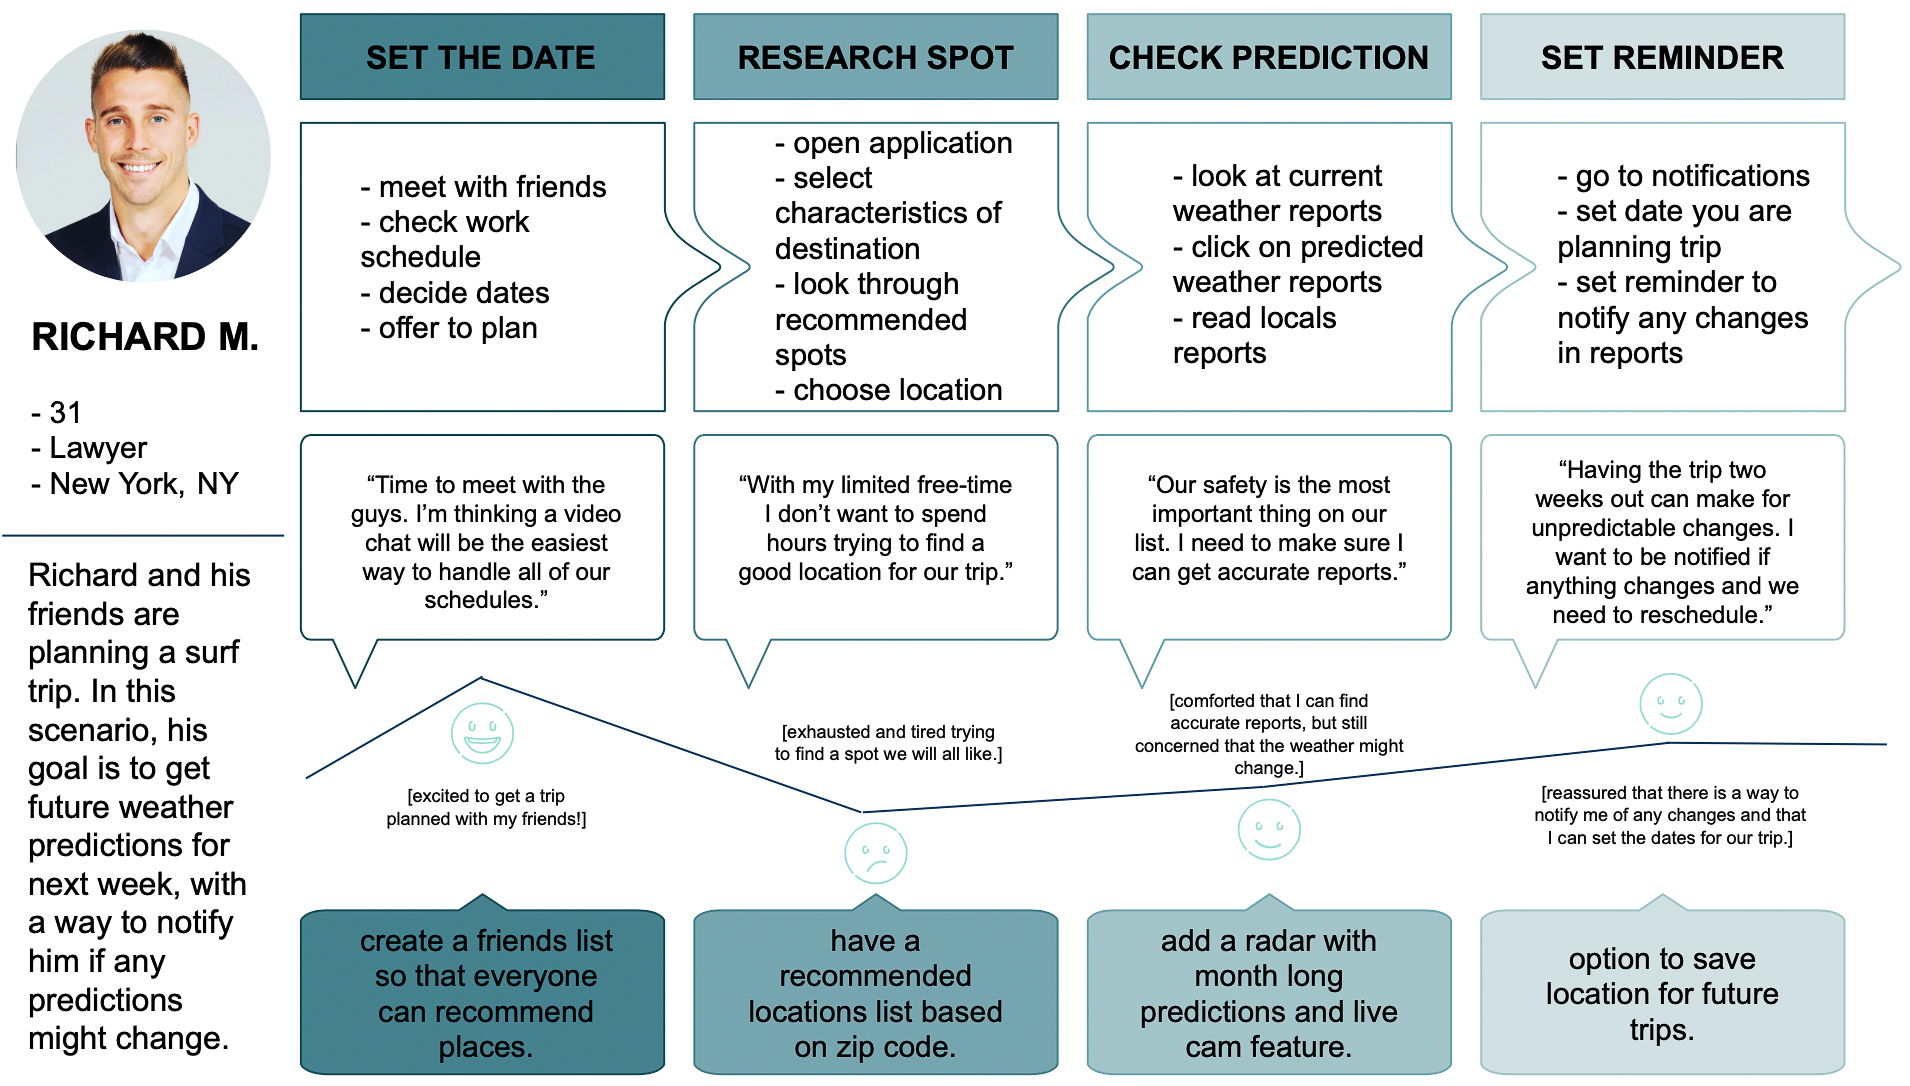 RICHARD M.
- 31
- Lawyer
- New York, NY
Richard and his
friends are
planning a surf
trip. In this
scenario, his
goal is to get
future weather
predictions for
next week, with
a way to notify
him if any
predictions
might change.
SET THE DATE
- meet with friends
- check work
schedule
- decide dates
- offer to plan
“Time to meet with the
guys. I’m thinking a video
chat will be the easiest
way to handle all of our
schedules.”
[excited to get a trip
planned with my friends!]
create a friends list
so that everyone
can recommend
places.
RESEARCH SPOT
- open application
- select
characteristics of
destination
- look through
recommended
spots
- choose location
“With my limited free-time
I don’t want to spend
hours trying to find a
good location for our trip.”
[exhausted and tired trying
to find a spot we will all like.]
have a
recommended
locations list based
on zip code.
CHECK PREDICTION
- look at current
weather reports
- click on predicted
weather reports
- read locals
reports
“Our safety is the most
important thing on our
list. I need to make sure I
can get accurate reports.”
[comforted that I can find
accurate reports, but still
concerned that the weather might
change.]
add a radar with
month long
predictions and live
cam feature.
SET REMINDER
- go to notifications
- set date you are
planning trip
- set reminder to
notify any changes
in reports
“Having the trip two
weeks out can make for
unpredictable changes. I
want to be notified if
anything changes and we
need to reschedule.”
[reassured that there is a way to
notify me of any changes and that
I can set the dates for our trip.]
option to save
location for future
trips.